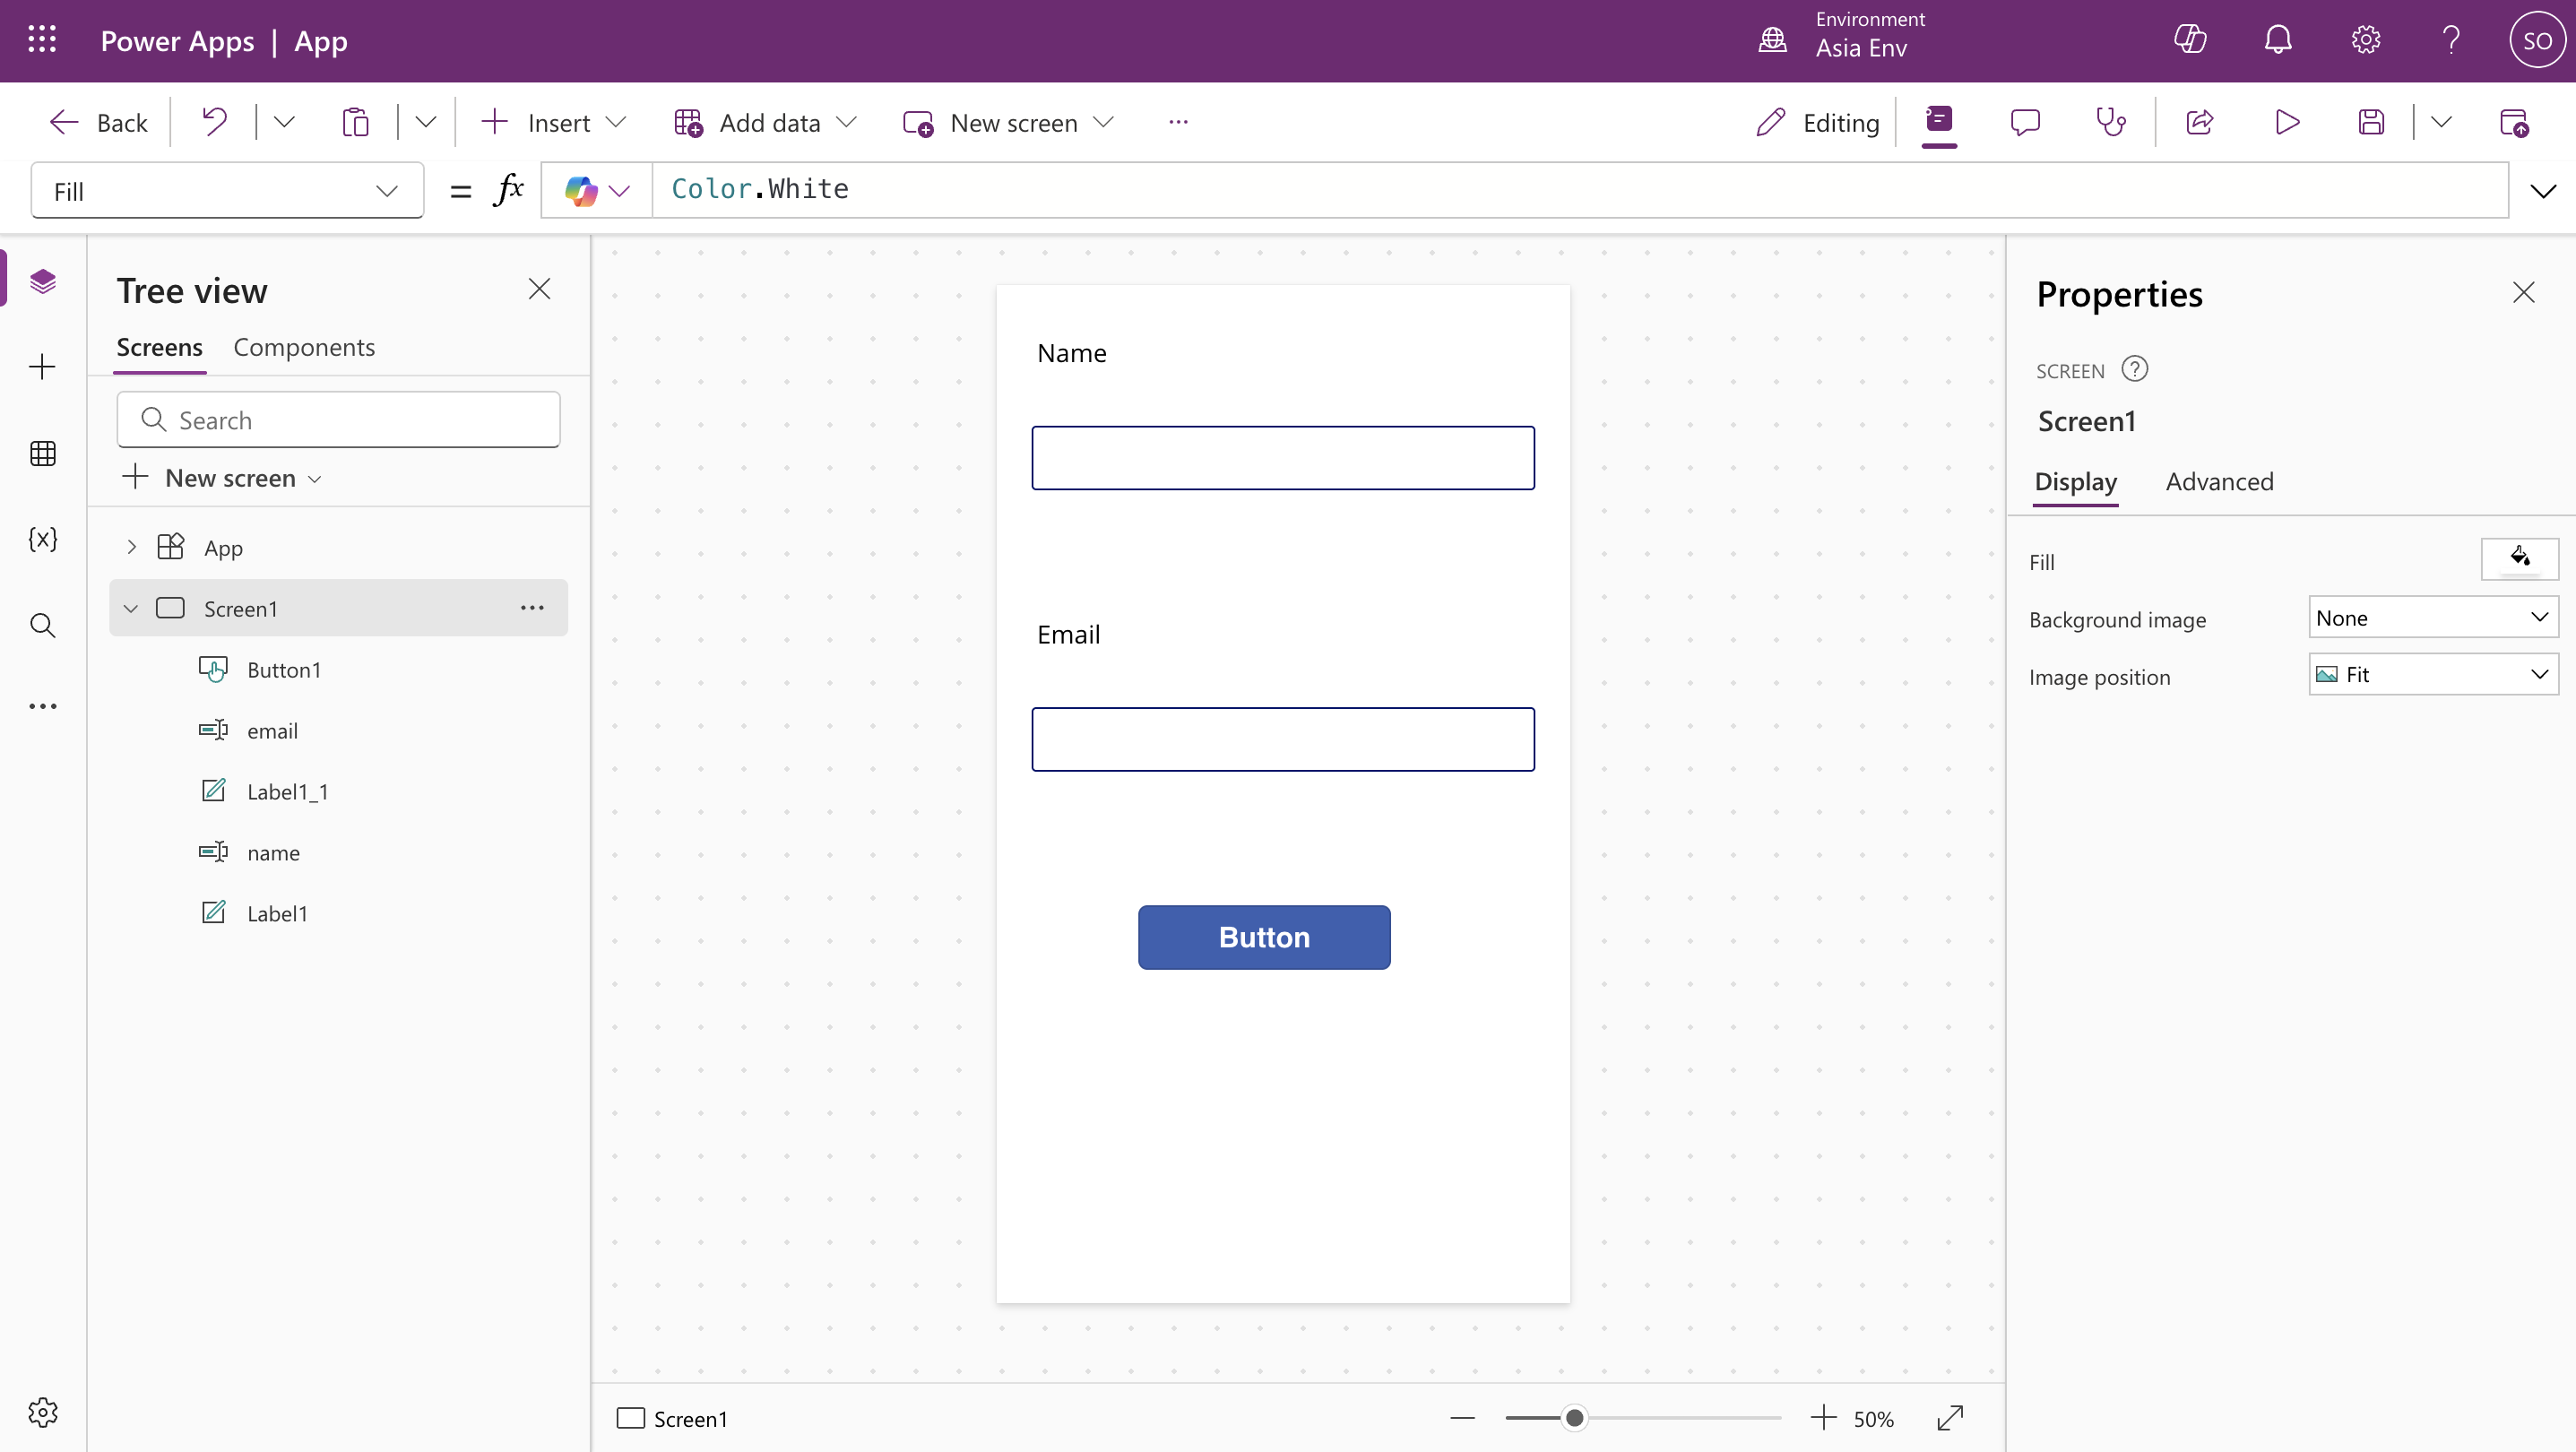 Power Apps | App
Environment
Asia Env
SO
Back
Insert
Add data
New screen
Editing
Fill
= fx
Color.White
Tree view
Screens Components
Search
New screen
App
Screen1
Button1
email
Label1_1
name
Label1
Name
Email
Button
Screen1
50%
Properties
SCREEN
Screen1
Display Advanced
Fill
Background image None
Image position Fit